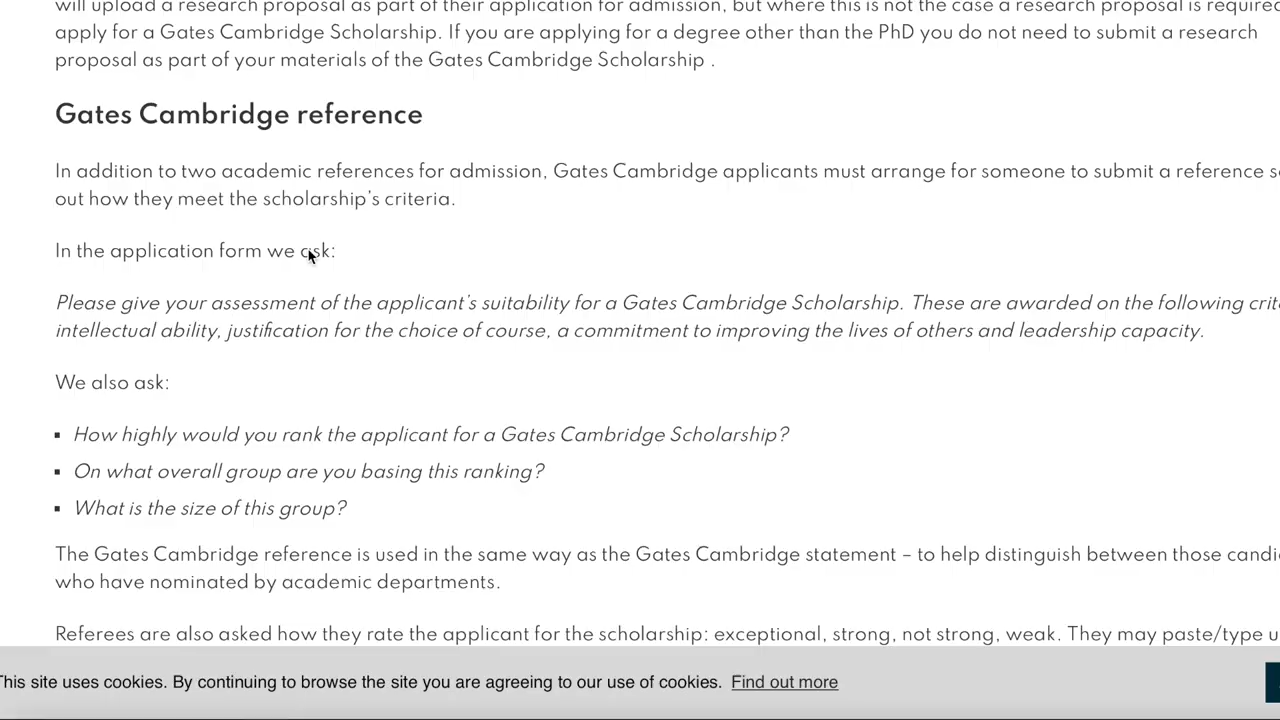 will upload a research proposal as part of their application for admission, but where this is not the case a research proposal is required
apply for a Gates Cambridge Scholarship. If you are applying for a degree other than the PhD you do not need to submit a research
proposal as part of your materials of the Gates Cambridge Scholarship .
Gates Cambridge reference
In addition to two academic references for admission, Gates Cambridge applicants must arrange for someone to submit a reference
out how they meet the scholarship's criteria.
In the application form we ask:
Please give your assessment of the applicant's suitability for a Gates Cambridge Scholarship. These are awarded on the following
intellectual ability, justification for the choice of course, a commitment to improving the lives of others and leadership capacity.
We also ask:
▪ How highly would you rank the applicant for a Gates Cambridge Scholarship?
▪ On what overall group are you basing this ranking?
▪ What is the size of this group?
The Gates Cambridge reference is used in the same way as the Gates Cambridge statement – to help distinguish between those
who have nominated by academic departments.
Referees are also asked how they rate the applicant for the scholarship: exceptional, strong, not strong, weak. They may paste/type
This site uses cookies. By continuing to browse the site you are agreeing to our use of cookies. Find out more